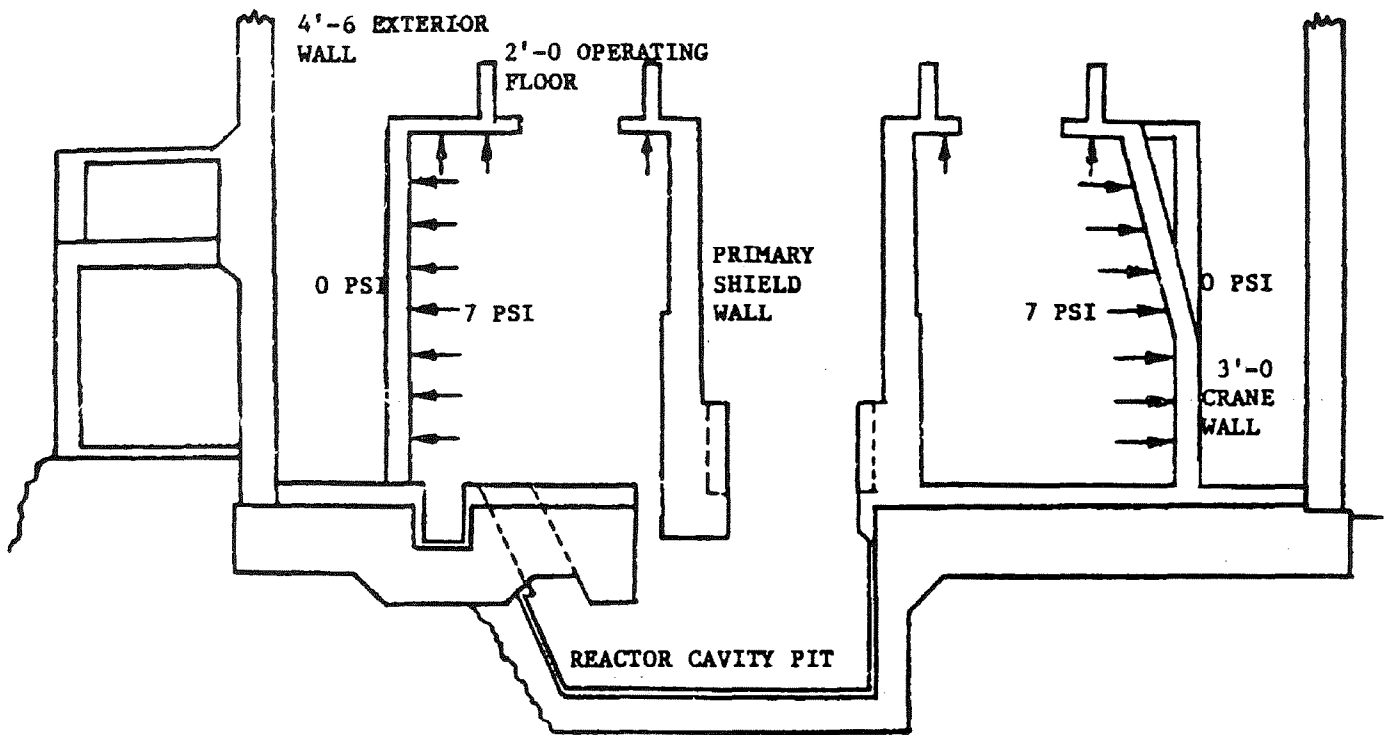 4'-6 EXTERIOR
WALL
2'-0 OPERATING
FLOOR
0 PSI
7 PSI
PRIMARY
SHIELD
WALL
7 PSI
0 PSI
3'-0
CRANE
WALL
REACTOR CAVITY PIT